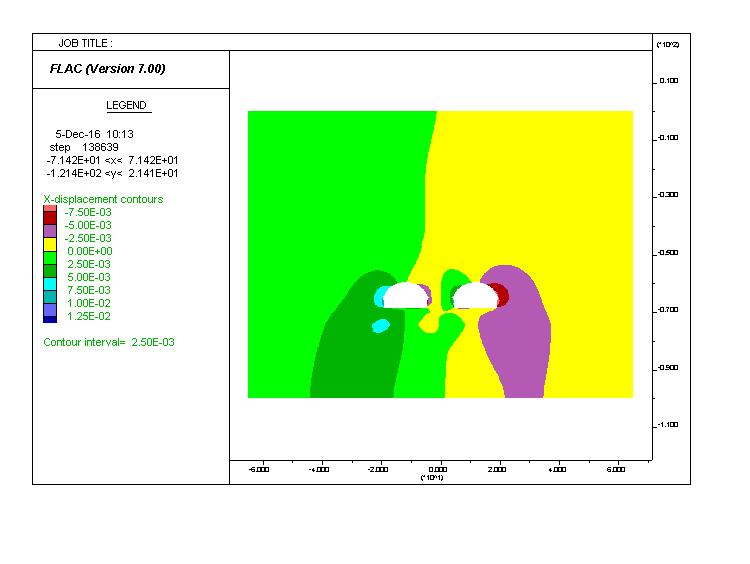 JOB TITLE :
(*10^2)
FLAC (Version 7.00)
LEGEND
5-Dec-16 10:13
step 138639
-7.142E+01 <x< 7.142E+01
-1.214E+02 <y< 2.141E+01
X-displacement contours
-7.50E-03
-5.00E-03
-2.50E-03
0.00E+00
2.50E-03
5.00E-03
7.50E-03
1.00E-02
1.25E-02
Contour interval= 2.50E-03
0.100
-0.100
-0.300
-0.500
-0.700
-0.900
-1.100
-6.000 -4.000 -2.000 0.000 2.000 4.000 6.000
(*10^1)